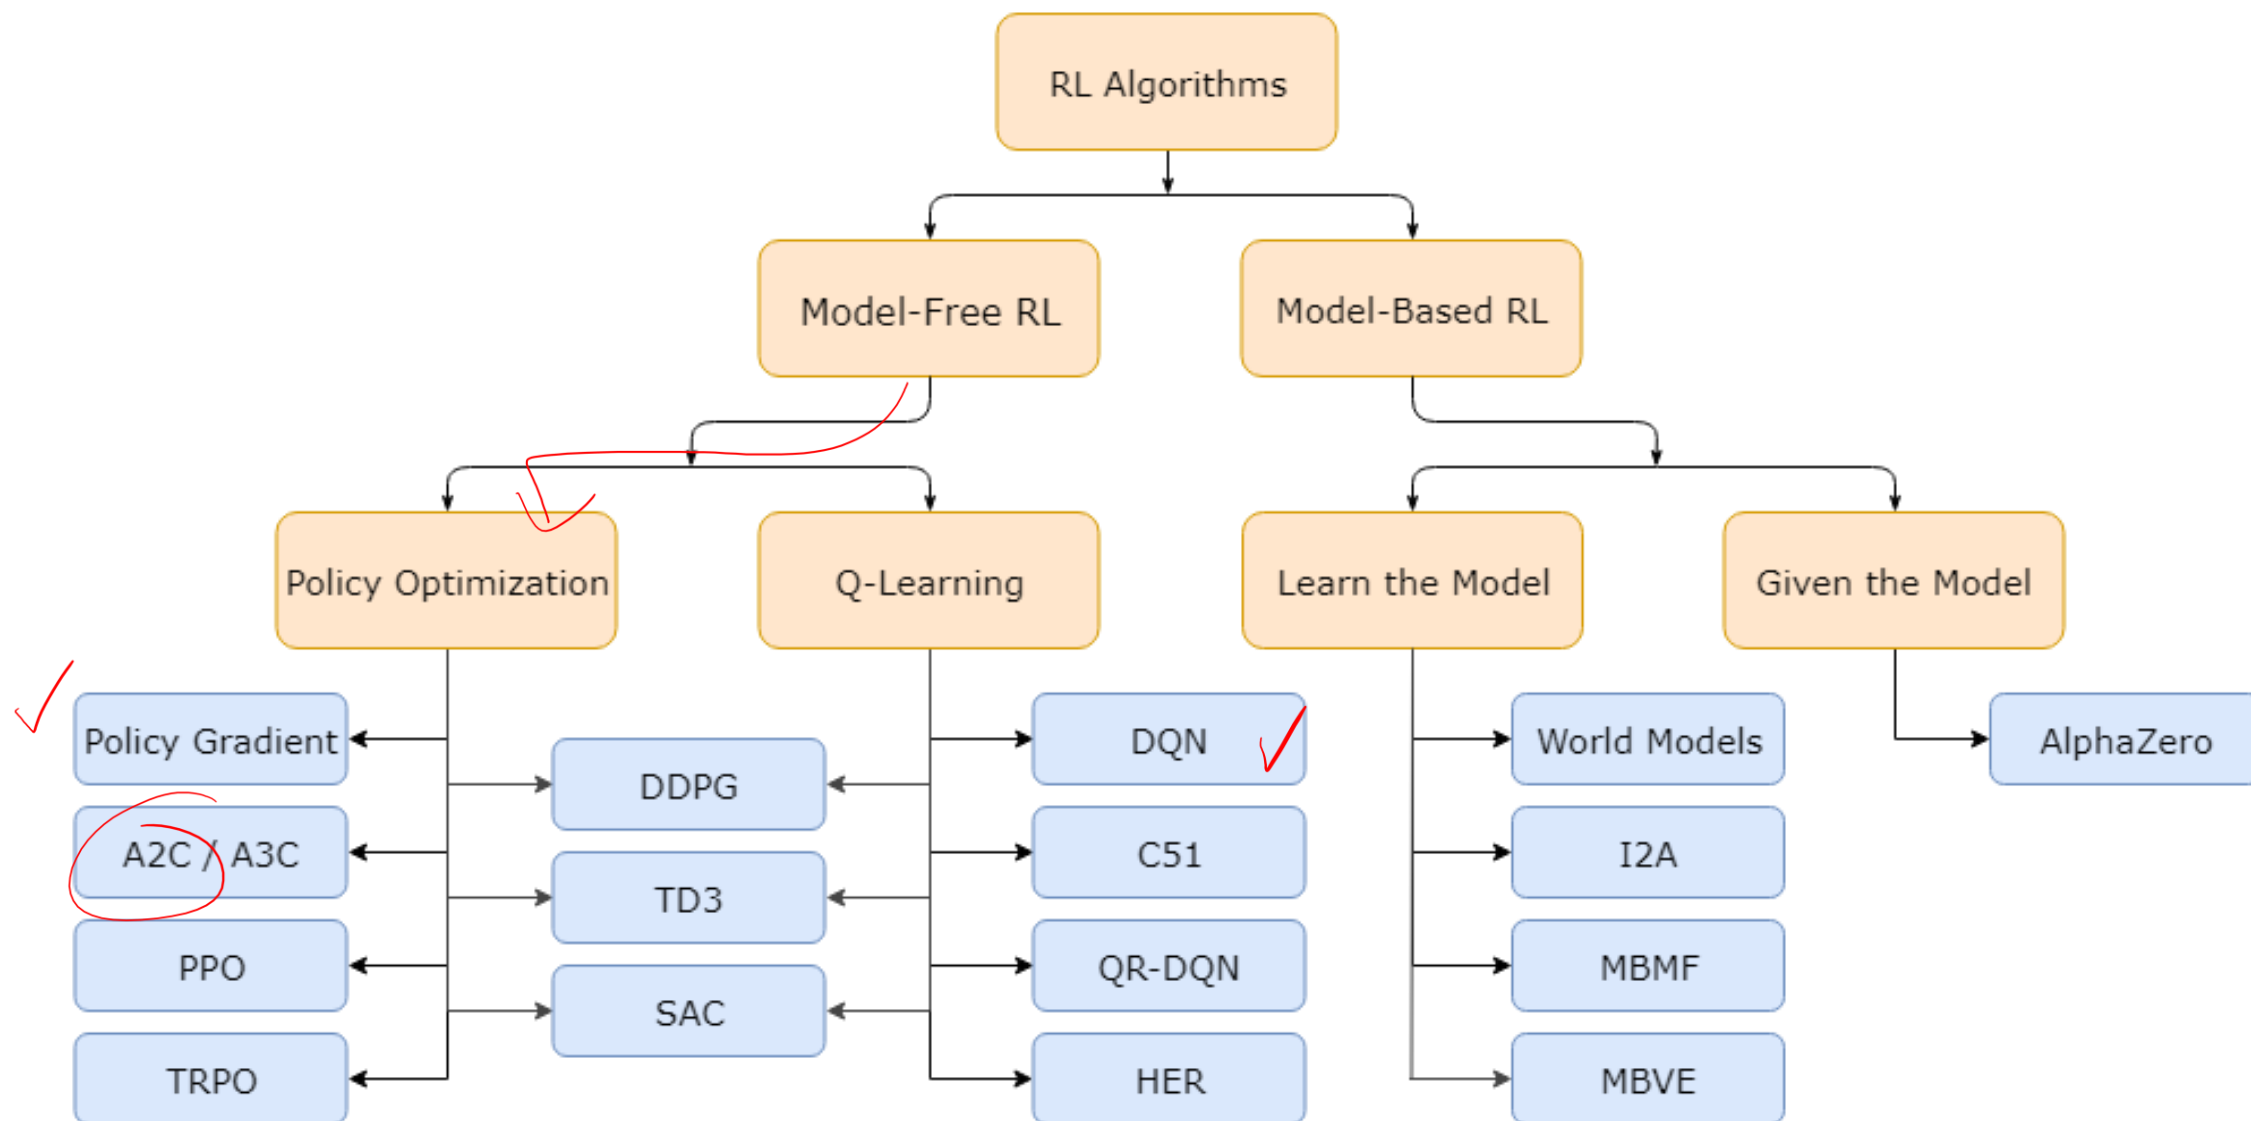 RL Algorithms
Model-Free RL
Model-Based RL
Policy Optimization
Q-Learning
Learn the Model
Given the Model
Policy Gradient
DDPG
DQN
World Models
AlphaZero
A2C / A3C
TD3
C51
I2A
PPO
SAC
QR-DQN
MBMF
TRPO
HER
MBVE